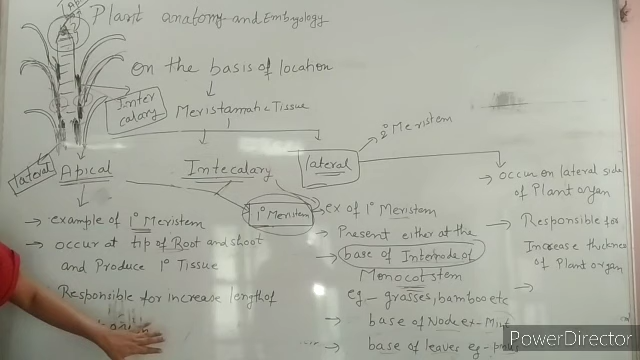 Plant anatomy and Embryology
on the basis of location
Inter
calary
Meristamatic Tissue
2° Meristem
lateral
Apical
Intecalary
lateral
1° Meristem
→ example of 1° Meristem
→ occur at tip of Root and shoot
and Produce 1° Tissue
Responsible for increase length of
ex of 1° Meristem
→ Present either at the
→ base of Internode of
Monocot stem
eg - grasses, bamboo etc
→ base of Node ex - Mint
→ base of leaves eg -
→ occur on lateral side
of Plant organ
→ Responsible for
Increase thickness
of Plant organ
→
PowerDirector